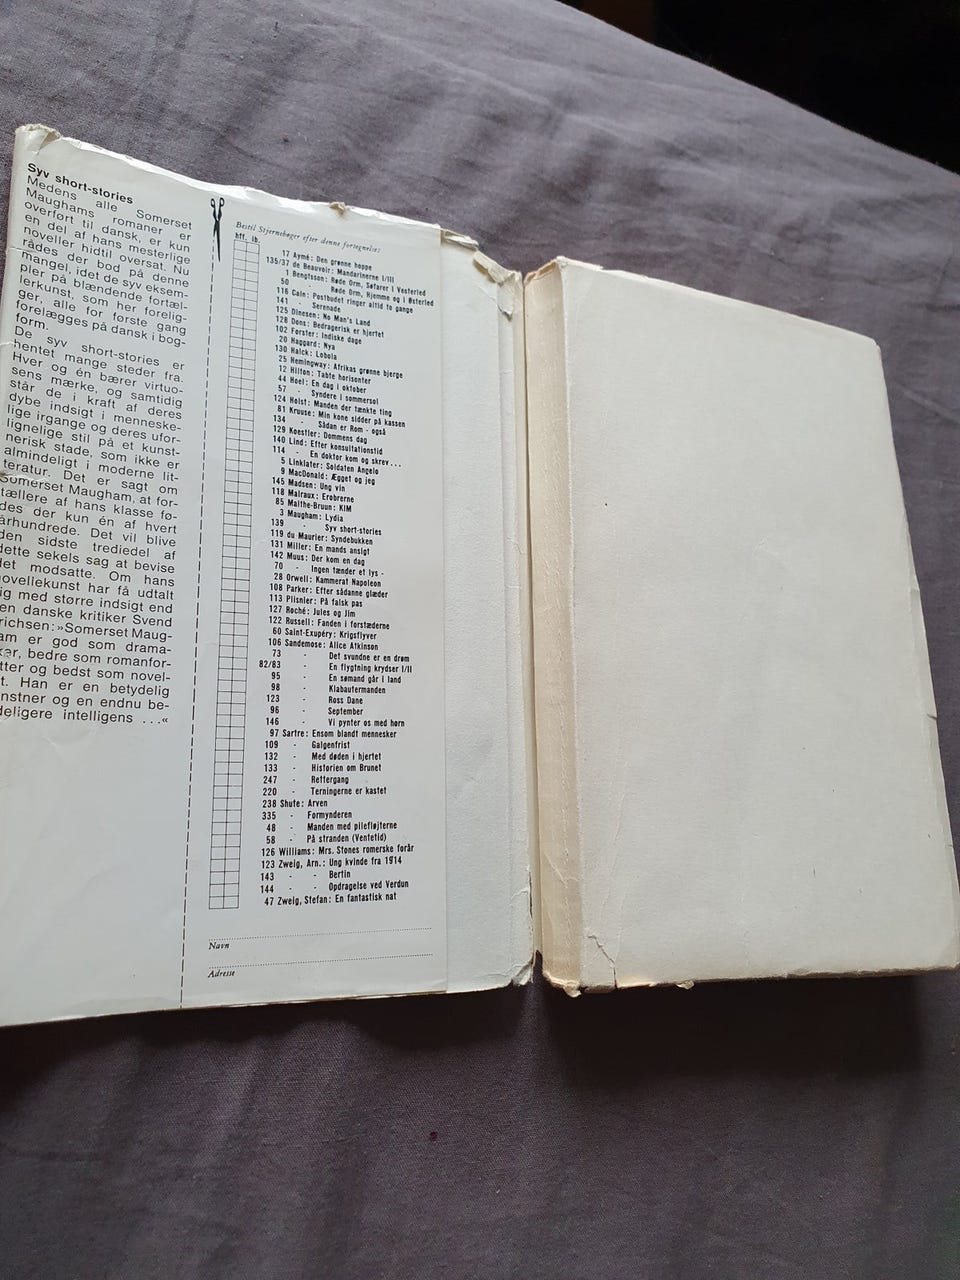 Syv short-stories
Medens alle Somerset
Maughams romaner er
overført til dansk, er kun
en del af hans mesterlige
noveller hidtil oversat. Nu
rådes der bod på denne
mangel, idet de syv eksem-
pler på blændende fortæl-
lerkunst, som her forelig-
ger, alle for første gang
forelægges på dansk i bog-
form.
De syv short-stories er
hentet mange steder fra.
Hver og én bærer virtuo-
sens mærke, og samtidig
står de i kraft af deres
dybe indsigt i menneske-
lige irgange og deres ufor-
lignelige stil på et kunst-
nerisk stade, som ikke er
almindeligt i moderne lit-
teratur. Det er sagt om
Somerset Maugham, at for-
tællere af hans klasse fø-
des der kun én af hvert
århundrede. Det vil blive
den sidste trediedel af
dette sekels sag at bevise
det modsatte. Om hans
novellekunst har få udtalt
ig med større indsigt end
en danske kritiker Svend
richsen: »Somerset Maug-
am er god som drama-
ker, bedre som romanfor-
tter og bedst som novel-
t. Han er en betydelig
nstner og en endnu be-
deligere intelligens ...«
Bestil Stjernebøger efter denne fortegnelse:
hft. ib.
17 Aymé: Den grønne hoppe
135/37 de Beauvoir: Mandarinerne I/III
1 Bengtsson: Røde Orm, Søfarer i Vesterled
50 - Røde Orm, Hjemme og i Østerled
116 Cain: Postbudet ringer altid to gange
141 - Serenade
125 Dinesen: No Man's Land
128 Dons: Bedragerisk er hjertet
102 Forster: Indiske dage
20 Haggard: Nya
130 Halck: Lobola
25 Hemingway: Afrikas grønne bjerge
12 Hilton: Tabte horisonter
44 Hoel: En dag i oktober
57 - Syndere i sommersol
124 Holst: Manden der tænkte ting
81 Kruuse: Min kone sidder på kassen
134 - Sådan er Rom - også
129 Koestler: Dommens dag
140 Lind: Efter konsultationstid
114 - En doktor kom og skrev...
5 Linklater: Soldaten Angelo
9 MacDonald: Ægget og jeg
145 Madsen: Ung vin
118 Malraux: Erobrerne
85 Malthe-Bruun: KIM
3 Maugham: Lydia
139 - Syv short-stories
119 du Maurier: Syndebukken
131 Miller: En mands ansigt
142 Muus: Der kom en dag
70 - Ingen tænder et lys -
28 Orwell: Kammerat Napoleon
108 Parker: Efter sådanne glæder
113 Plisnier: På falsk pas
127 Roché: Jules og Jim
122 Russell: Fanden i forstæderne
60 Saint-Exupéry: Krigsflyver
106 Sandemose: Alice Atkinson
73 - Det svundne er en drøm
82/83 - En flygtning krydser I/II
95 - En sømand går i land
98 - Klabautermanden
123 - Ross Dane
96 - September
146 - Vi pynter os med horn
97 Sartre: Ensom blandt mennesker
109 - Galgenfrist
132 - Med døden i hjertet
133 - Historien om Brunet
247 - Rettergang
220 - Terningerne er kastet
238 Shute: Arven
335 - Formynderen
48 - Manden med pilefløjterne
58 - På stranden (Ventetid)
126 Williams: Mrs. Stones romerske forår
123 Zweig, Arn.: Ung kvinde fra 1914
143 - - Bertin
144 - - Opdragelse ved Verdun
47 Zweig, Stefan: En fantastisk nat
Navn
Adresse